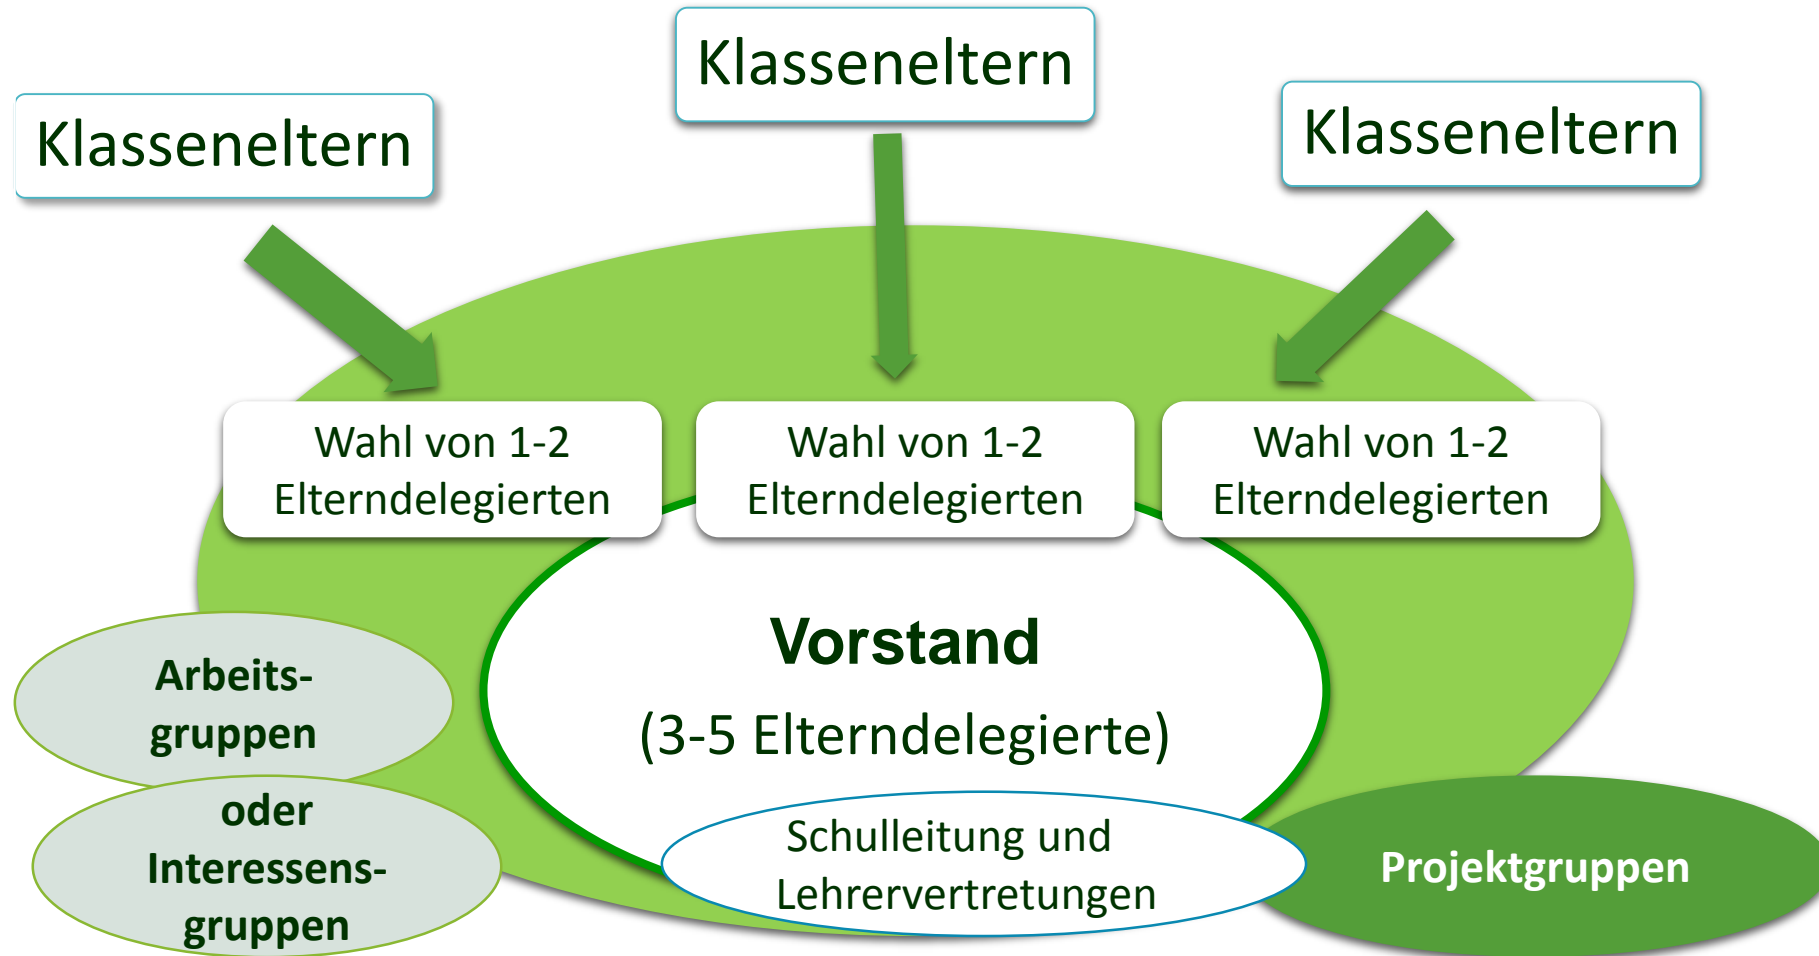 Klasseneltern
Klasseneltern
Klasseneltern
Wahl von 1-2
Elterndelegierten
Wahl von 1-2
Elterndelegierten
Wahl von 1-2
Elterndelegierten
Vorstand
(3-5 Elterndelegierte)
Arbeits-
gruppen
oder
Interessens-
gruppen
Schulleitung und
Lehrervertretungen
Projektgruppen